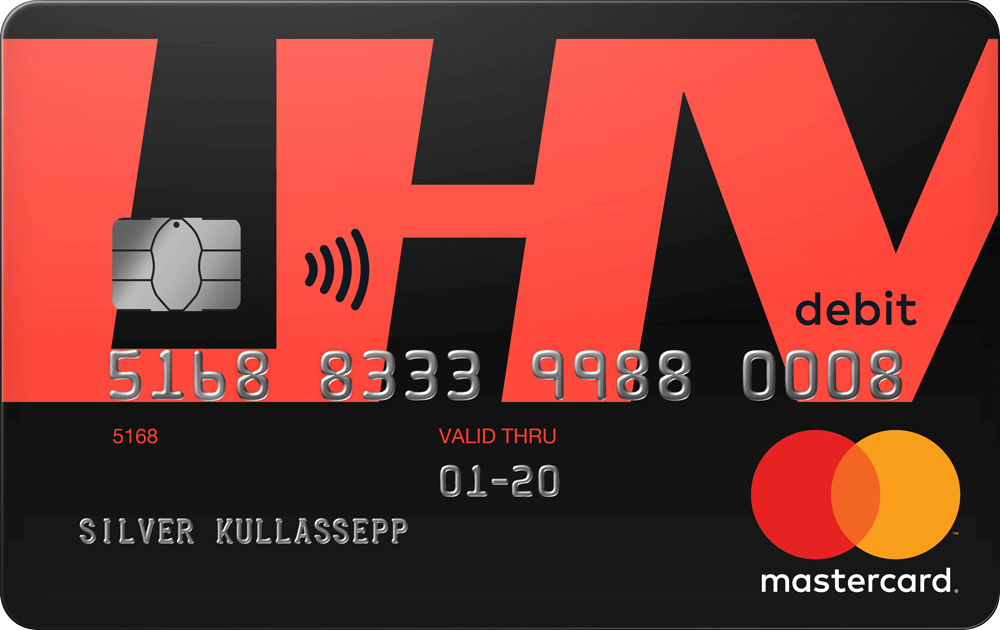 LHV
debit
5168 8333 9988 0008
5168 VALID THRU
01-20
SILVER KULLASSEPP
mastercard.